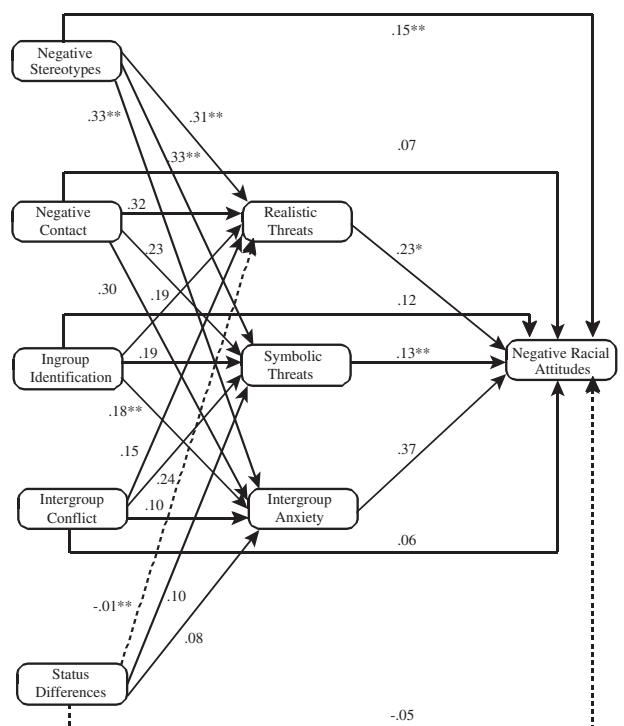 .15**
Negative
Stereotypes
.33**
.31**
.33**
.07
Negative
Contact
.32
Realistic
Threats
.23
.23*
.30
.19
.12
Ingroup
Identification
.19
Symbolic
Threats
.13**
Negative Racial
Attitudes
.18**
.15
.24
.37
Intergroup
Conflict
.10
Intergroup
Anxiety
.06
-.01**
.10
.08
Status
Differences
-.05